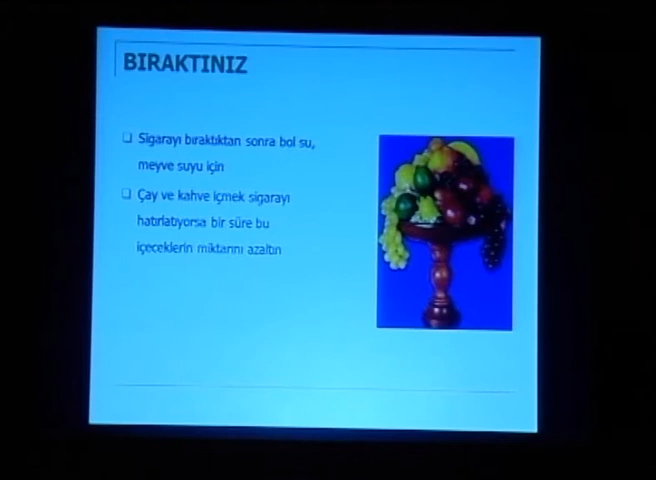 BIRAKTINIZ
❑ Sigarayı bıraktıktan sonra bol su,
meyve suyu için
❑ Çay ve kahve içmek sigarayı
hatırlatıyorsa bir süre bu
içeceklerin miktarını azaltın